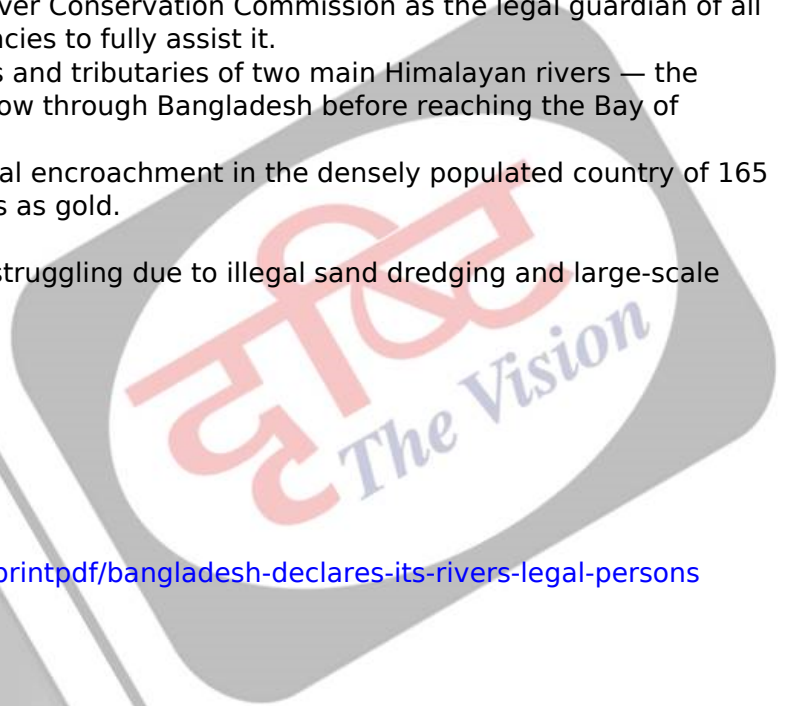 ver Conservation Commission as the legal guardian of all
cies to fully assist it.
s and tributaries of two main Himalayan rivers — the
ow through Bangladesh before reaching the Bay of
al encroachment in the densely populated country of 165
s as gold.
struggling due to illegal sand dredging and large-scale
दृष्टि
The Vision
printpdf/bangladesh-declares-its-rivers-legal-persons